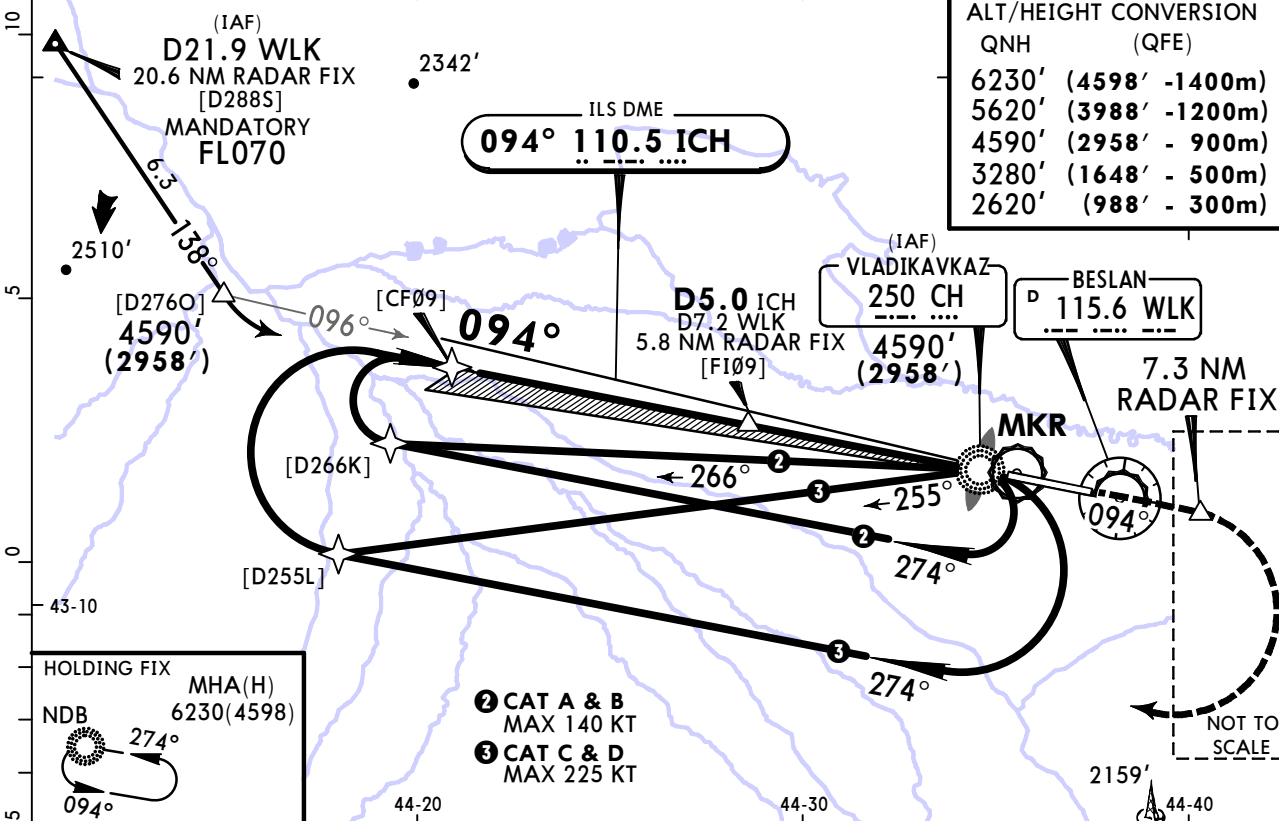 10
(IAF)
D21.9 WLK
20.6 NM RADAR FIX
[D288S]
MANDATORY
FL070
2342'
ILS DME
094° 110.5 ICH
ALT/HEIGHT CONVERSION
QNH (QFE)
6230' (4598' -1400m)
5620' (3988' -1200m)
4590' (2958' - 900m)
3280' (1648' - 500m)
2620' (988' - 300m)
6.3
138°
2510'
5
[D276O]
4590'
(2958')
096°
[CFØ9]
094°
D5.0 ICH
D7.2 WLK
5.8 NM RADAR FIX
[FIØ9]
(IAF)
VLADIKAVKAZ
250 CH
4590'
(2958')
BESLAN
D 115.6 WLK
7.3 NM
RADAR FIX
MKR
[D266K]
2
266°
3
255°
094°
2
274°
0
[D255L]
43-10
3
274°
HOLDING FIX
MHA(H)
6230(4598)
NDB
274°
094°
2 CAT A & B
MAX 140 KT
3 CAT C & D
MAX 225 KT
NOT TO
SCALE
2159'
5
44-20
44-30
44-40